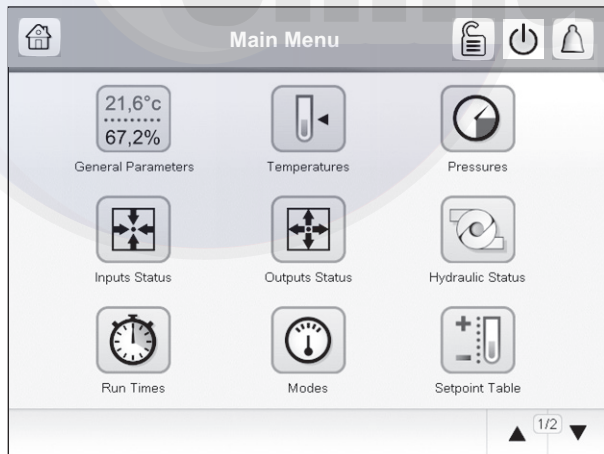 Main Menu
21,6°c
67,2%
General Parameters
Temperatures
Pressures
Inputs Status
Outputs Status
Hydraulic Status
Run Times
Modes
Setpoint Table
1/2